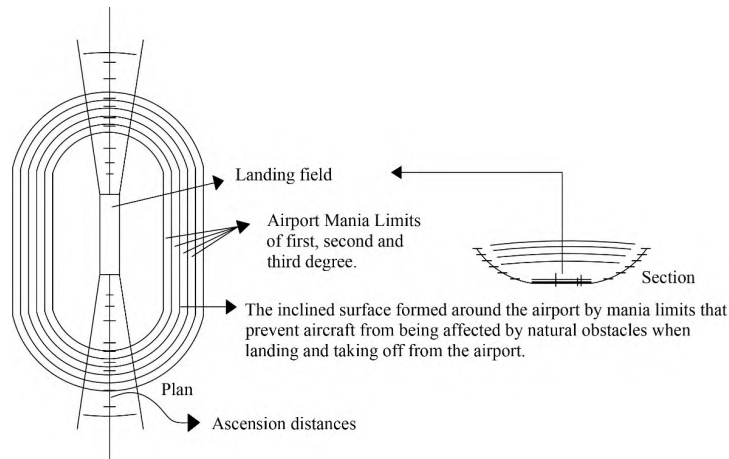 Landing field
Airport Mania Limits
of first, second and
third degree.
Section
The inclined surface formed around the airport by mania limits that
prevent aircraft from being affected by natural obstacles when
landing and taking off from the airport.
Plan
Ascension distances